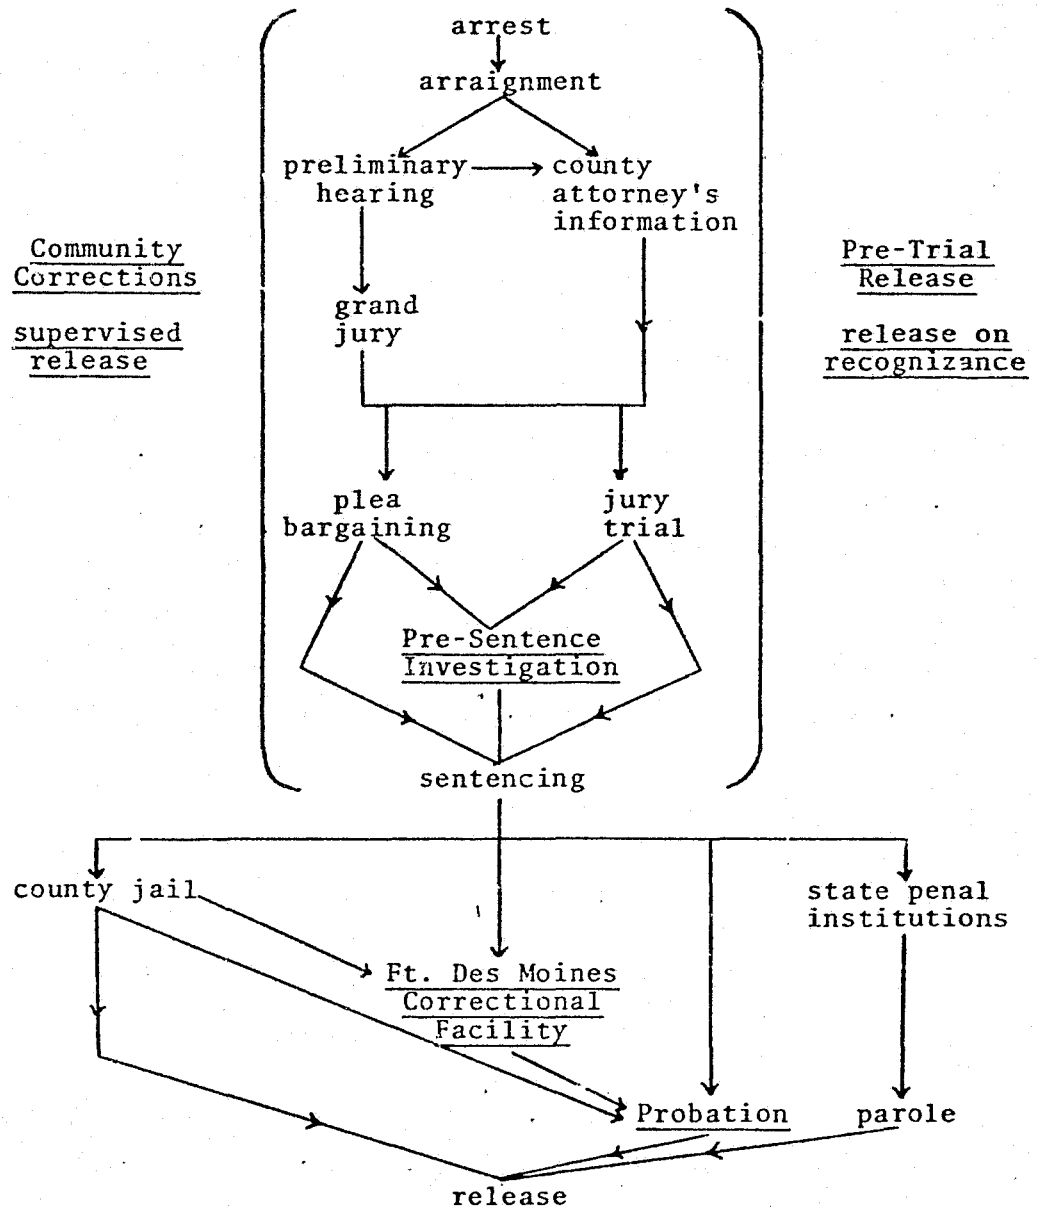 arrest
arraignment
preliminary
hearing
county
attorney's
information
Community
Corrections
supervised
release
Pre-Trial
Release
release on
recognizance
grand
jury
plea
bargaining
jury
trial
Pre-Sentence
Investigation
sentencing
county jail
state penal
institutions
Ft. Des Moines
Correctional
Facility
Probation
parole
release